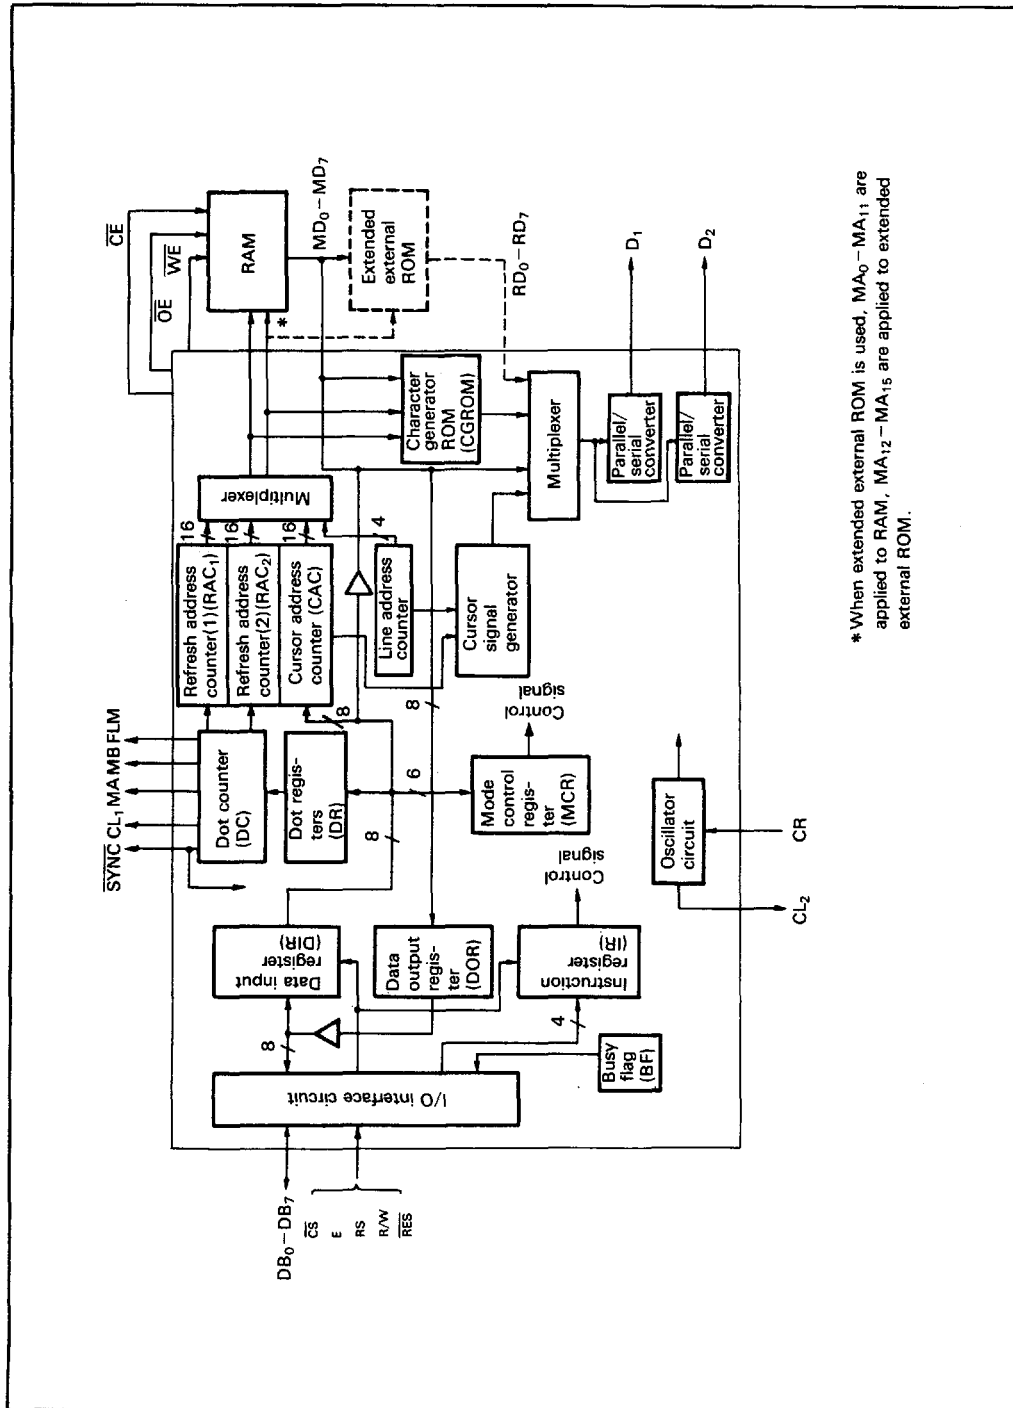 CE
OE
WE
RAM
MD0–MD7
*
Extended
external
ROM
RD0–RD7
SYNC CL1 MA MB FLM
Refresh address
counter(1)(RAC1)
Refresh address
counter(2)(RAC2)
Cursor address
counter (CAC)
16
16
16
Multiplexer
4
Dot counter
(DC)
Dot regis-
ters (DR)
8
Line address
counter
Character
generator
ROM
(CGROM)
Cursor
signal
generator
Multiplexer
Parallel/
serial
converter
Parallel/
serial
converter
D1
D2
8
6
8
Mode
control
regis-
ter
(MCR)
Control
signal
Data input
register
(DIR)
Data
output
regis-
ter
(DOR)
Instruction
register
(IR)
Control
signal
8
4
I/O interface circuit
Busy
flag
(BF)
Oscillator
circuit
CL2
CR
DB0–DB7
CS
E
RS
R/W
RES
*When extended external ROM is used, MA0–MA11 are
applied to RAM, MA12–MA15 are applied to extended
external ROM.